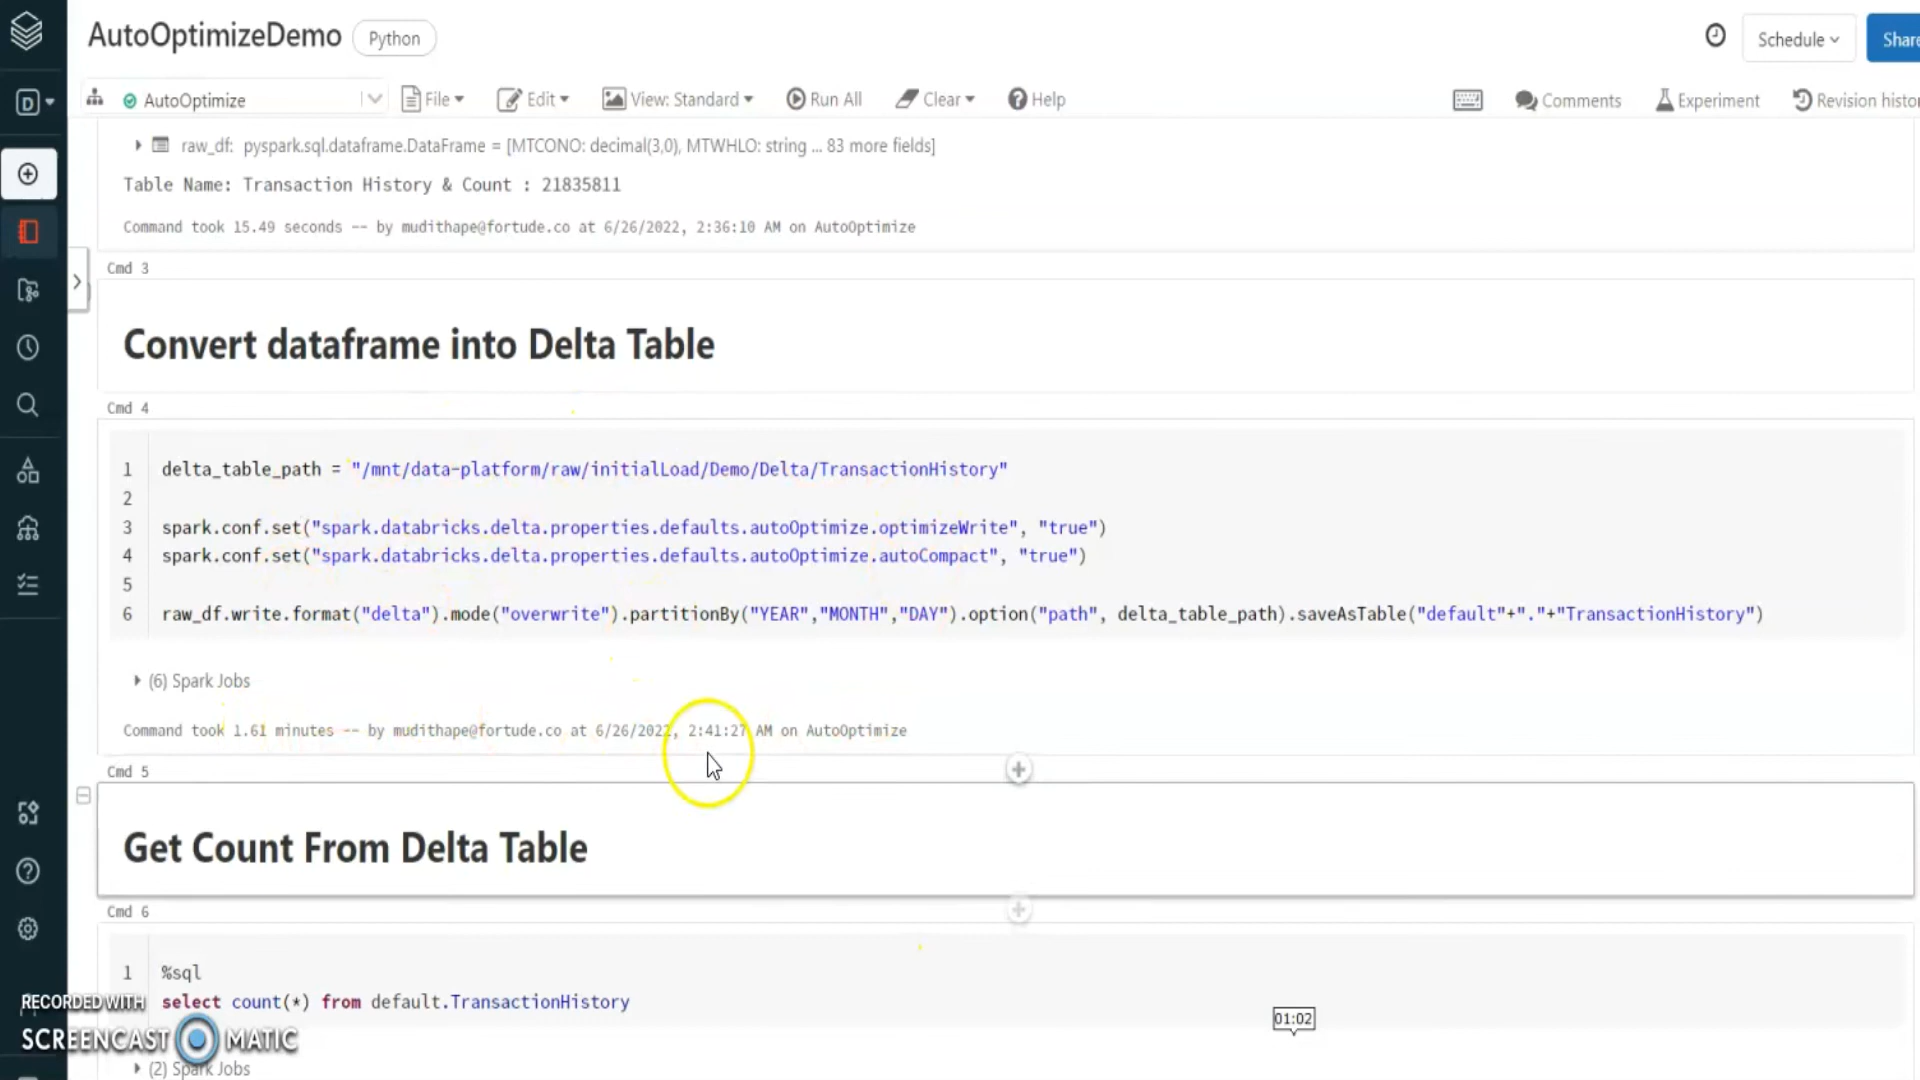 AutoOptimizeDemo Python
Schedule
Share
AutoOptimize File Edit View: Standard Run All Clear Help Comments Experiment Revision histo
raw_df: pyspark.sql.dataframe.DataFrame = [MTCONO: decimal(3,0), MTWHLO: string ... 83 more fields]
Table Name: Transaction History & Count : 21835811
Command took 15.49 seconds -- by mudithape@fortude.co at 6/26/2022, 2:36:10 AM on AutoOptimize
Cmd 3
Convert dataframe into Delta Table
Cmd 4
1 delta_table_path = "/mnt/data-platform/raw/initialLoad/Demo/Delta/TransactionHistory"
2
3 spark.conf.set("spark.databricks.delta.properties.defaults.autoOptimize.optimizeWrite", "true")
4 spark.conf.set("spark.databricks.delta.properties.defaults.autoOptimize.autoCompact", "true")
5
6 raw_df.write.format("delta").mode("overwrite").partitionBy("YEAR","MONTH","DAY").option("path", delta_table_path).saveAsTable("default"+"."+"TransactionHistory")
(6) Spark Jobs
Command took 1.61 minutes -- by mudithape@fortude.co at 6/26/2022, 2:41:27 AM on AutoOptimize
Cmd 5
Get Count From Delta Table
Cmd 6
1 %sql
select count(*) from default.TransactionHistory
(2) Spark Jobs
RECORDED WITH
SCREENCAST MATIC
01:02
D